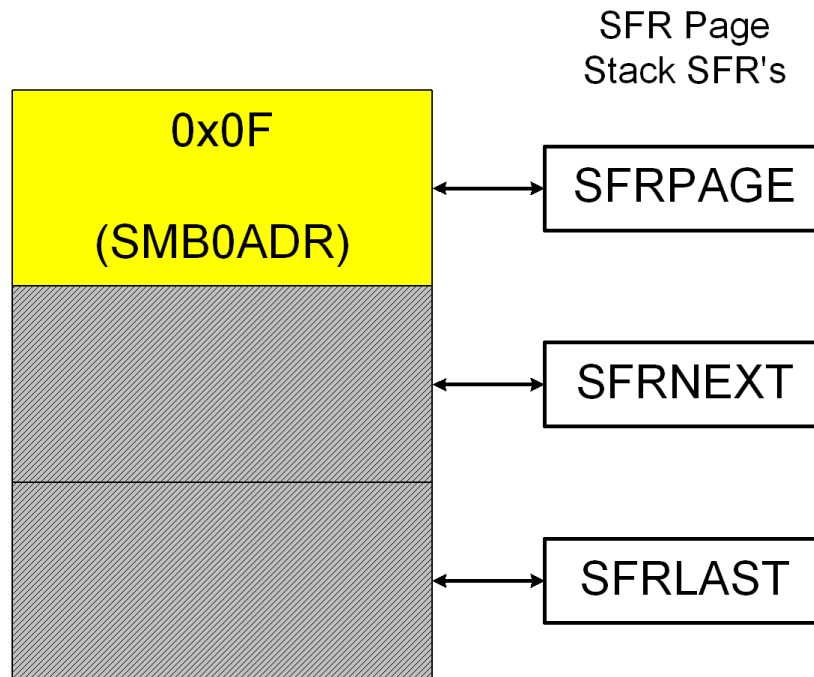 SFR Page
Stack SFR's
0x0F
(SMB0ADR)
SFRPAGE
SFRNEXT
SFRLAST